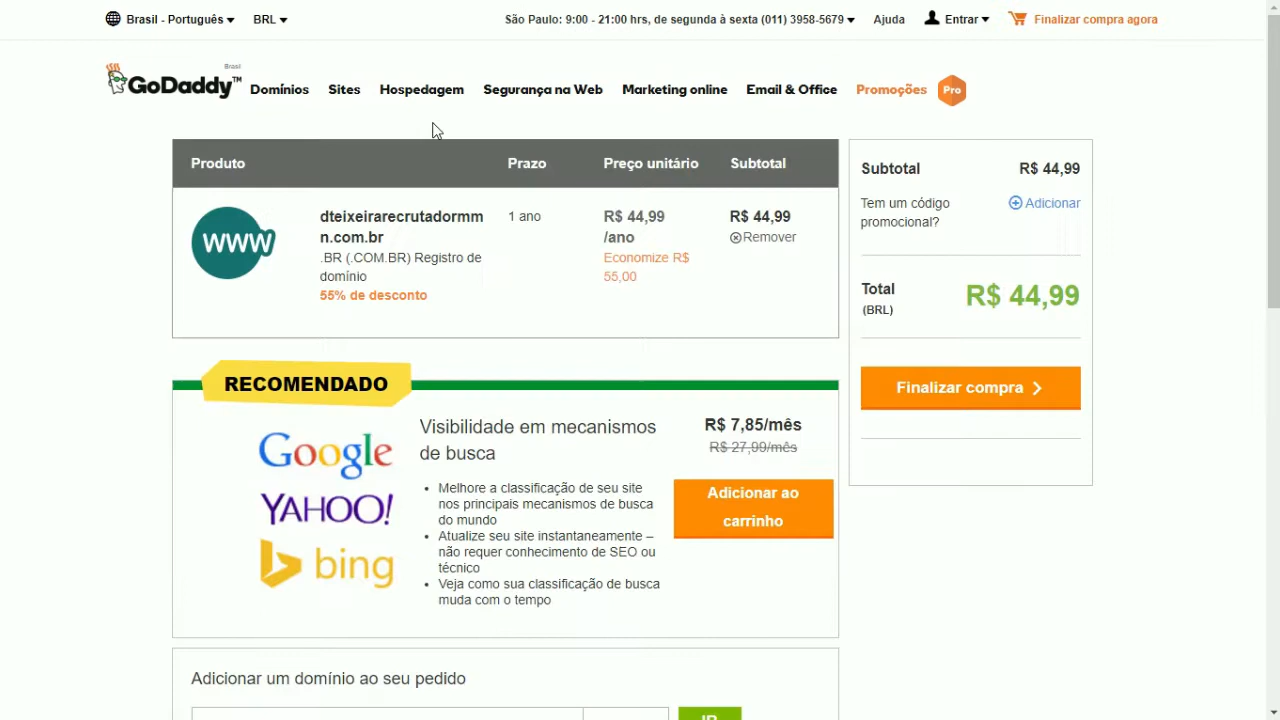 Brasil - Português BRL São Paulo: 9:00 - 21:00 hrs, de segunda à sexta (011) 3958-5679 Ajuda Entrar Finalizar compra agora
Brasil
GoDaddy™ Domínios Sites Hospedagem Segurança na Web Marketing online Email & Office Promoções Pro
Produto Prazo Preço unitário Subtotal
dteixeirarecrutadormm
n.com.br
.BR (.COM.BR) Registro de
domínio
55% de desconto
www
1 ano
R$ 44,99
/ano
Economize R$
55,00
R$ 44,99
Remover
Subtotal R$ 44,99
Tem um código
promocional?
Adicionar
Total
(BRL)
R$ 44,99
Finalizar compra
RECOMENDADO
Google
YAHOO!
bing
Visibilidade em mecanismos
de busca
• Melhore a classificação de seu site
nos principais mecanismos de busca
do mundo
• Atualize seu site instantaneamente –
não requer conhecimento de SEO ou
técnico
• Veja como sua classificação de busca
muda com o tempo
R$ 7,85/mês
R$ 27,99/mês
Adicionar ao
carrinho
Adicionar um domínio ao seu pedido